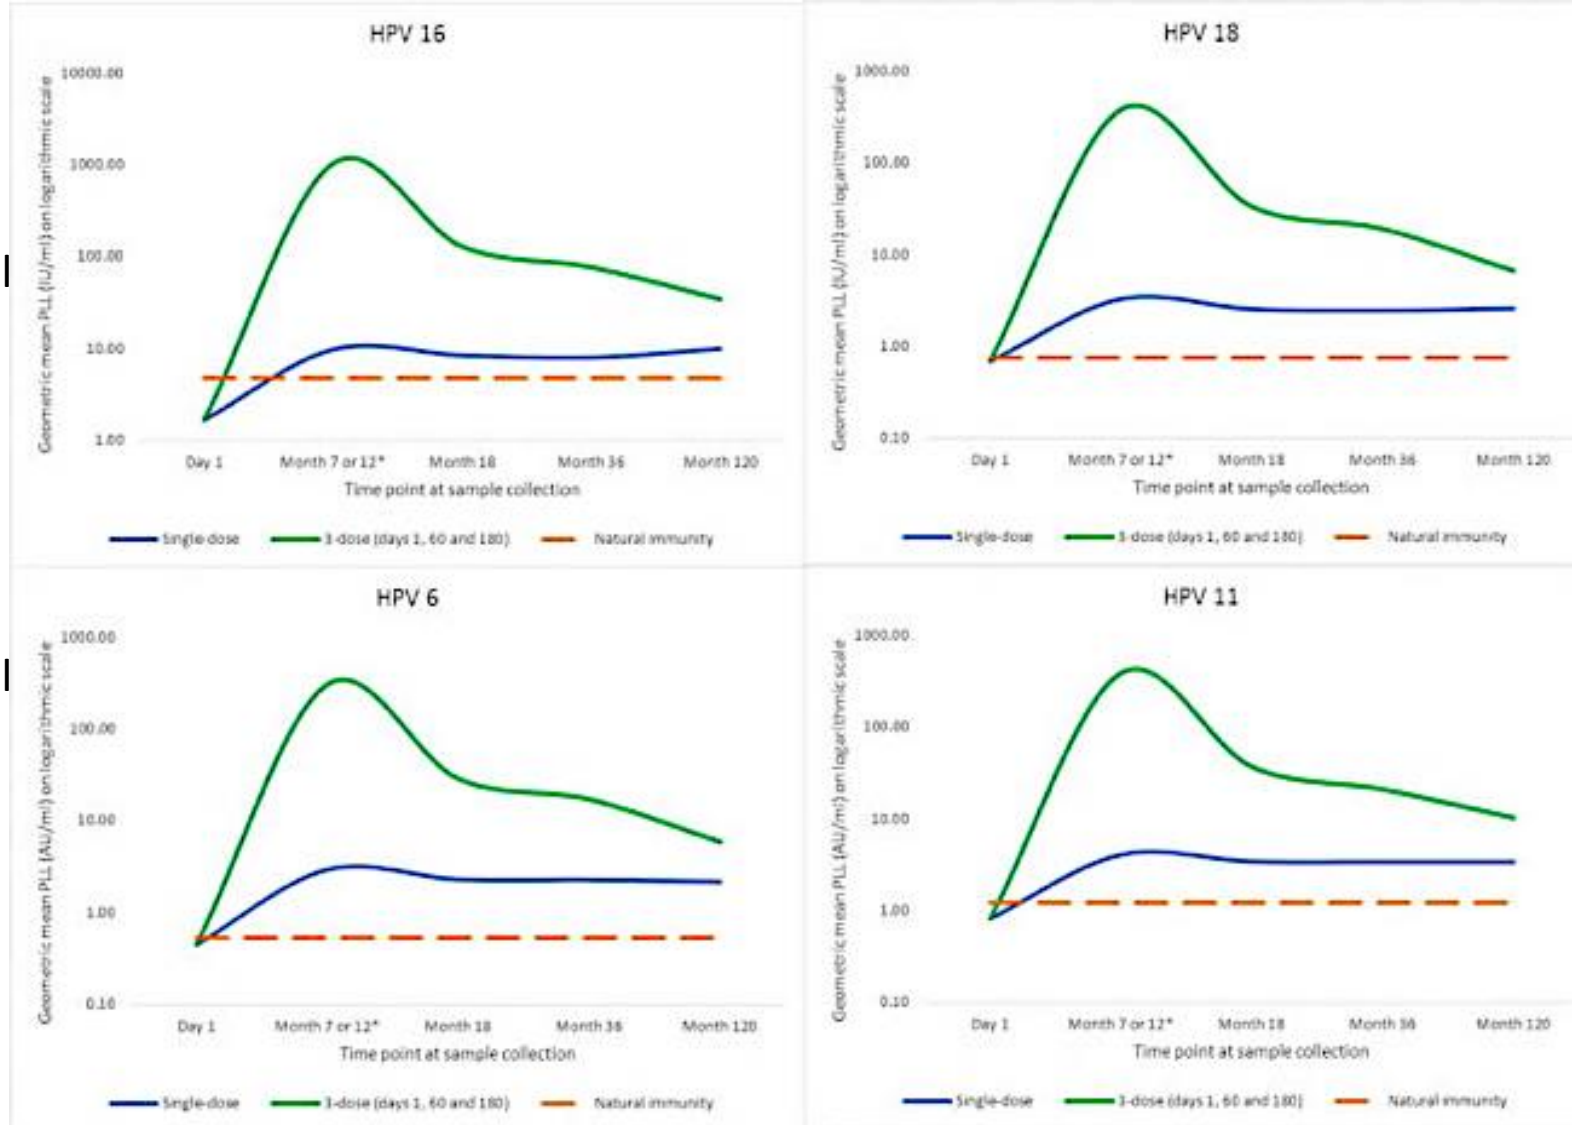 HPV 16
Geometric mean PLL (IU/ml) on logarithmic scale
10000.00
1000.00
100.00
10.00
1.00
Day 1 Month 7 or 12* Month 18 Month 36 Month 120
Time point at sample collection
Single-dose 3-dose (days 1, 60 and 180) Natural immunity
HPV 18
Geometric mean PLL (IU/ml) on logarithmic scale
1000.00
100.00
10.00
1.00
0.10
Day 1 Month 7 or 12* Month 18 Month 36 Month 120
Time point at sample collection
Single-dose 3-dose (days 1, 60 and 180) Natural immunity
HPV 6
Geometric mean PLL (AU/ml) on logarithmic scale
1000.00
100.00
10.00
1.00
0.10
Day 1 Month 7 or 12* Month 18 Month 36 Month 120
Time point at sample collection
Single-dose 3-dose (days 1, 60 and 180) Natural immunity
HPV 11
Geometric mean PLL (AU/ml) on logarithmic scale
1000.00
100.00
10.00
1.00
0.10
Day 1 Month 7 or 12* Month 18 Month 36 Month 120
Time point at sample collection
Single-dose 3-dose (days 1, 60 and 180) Natural immunity